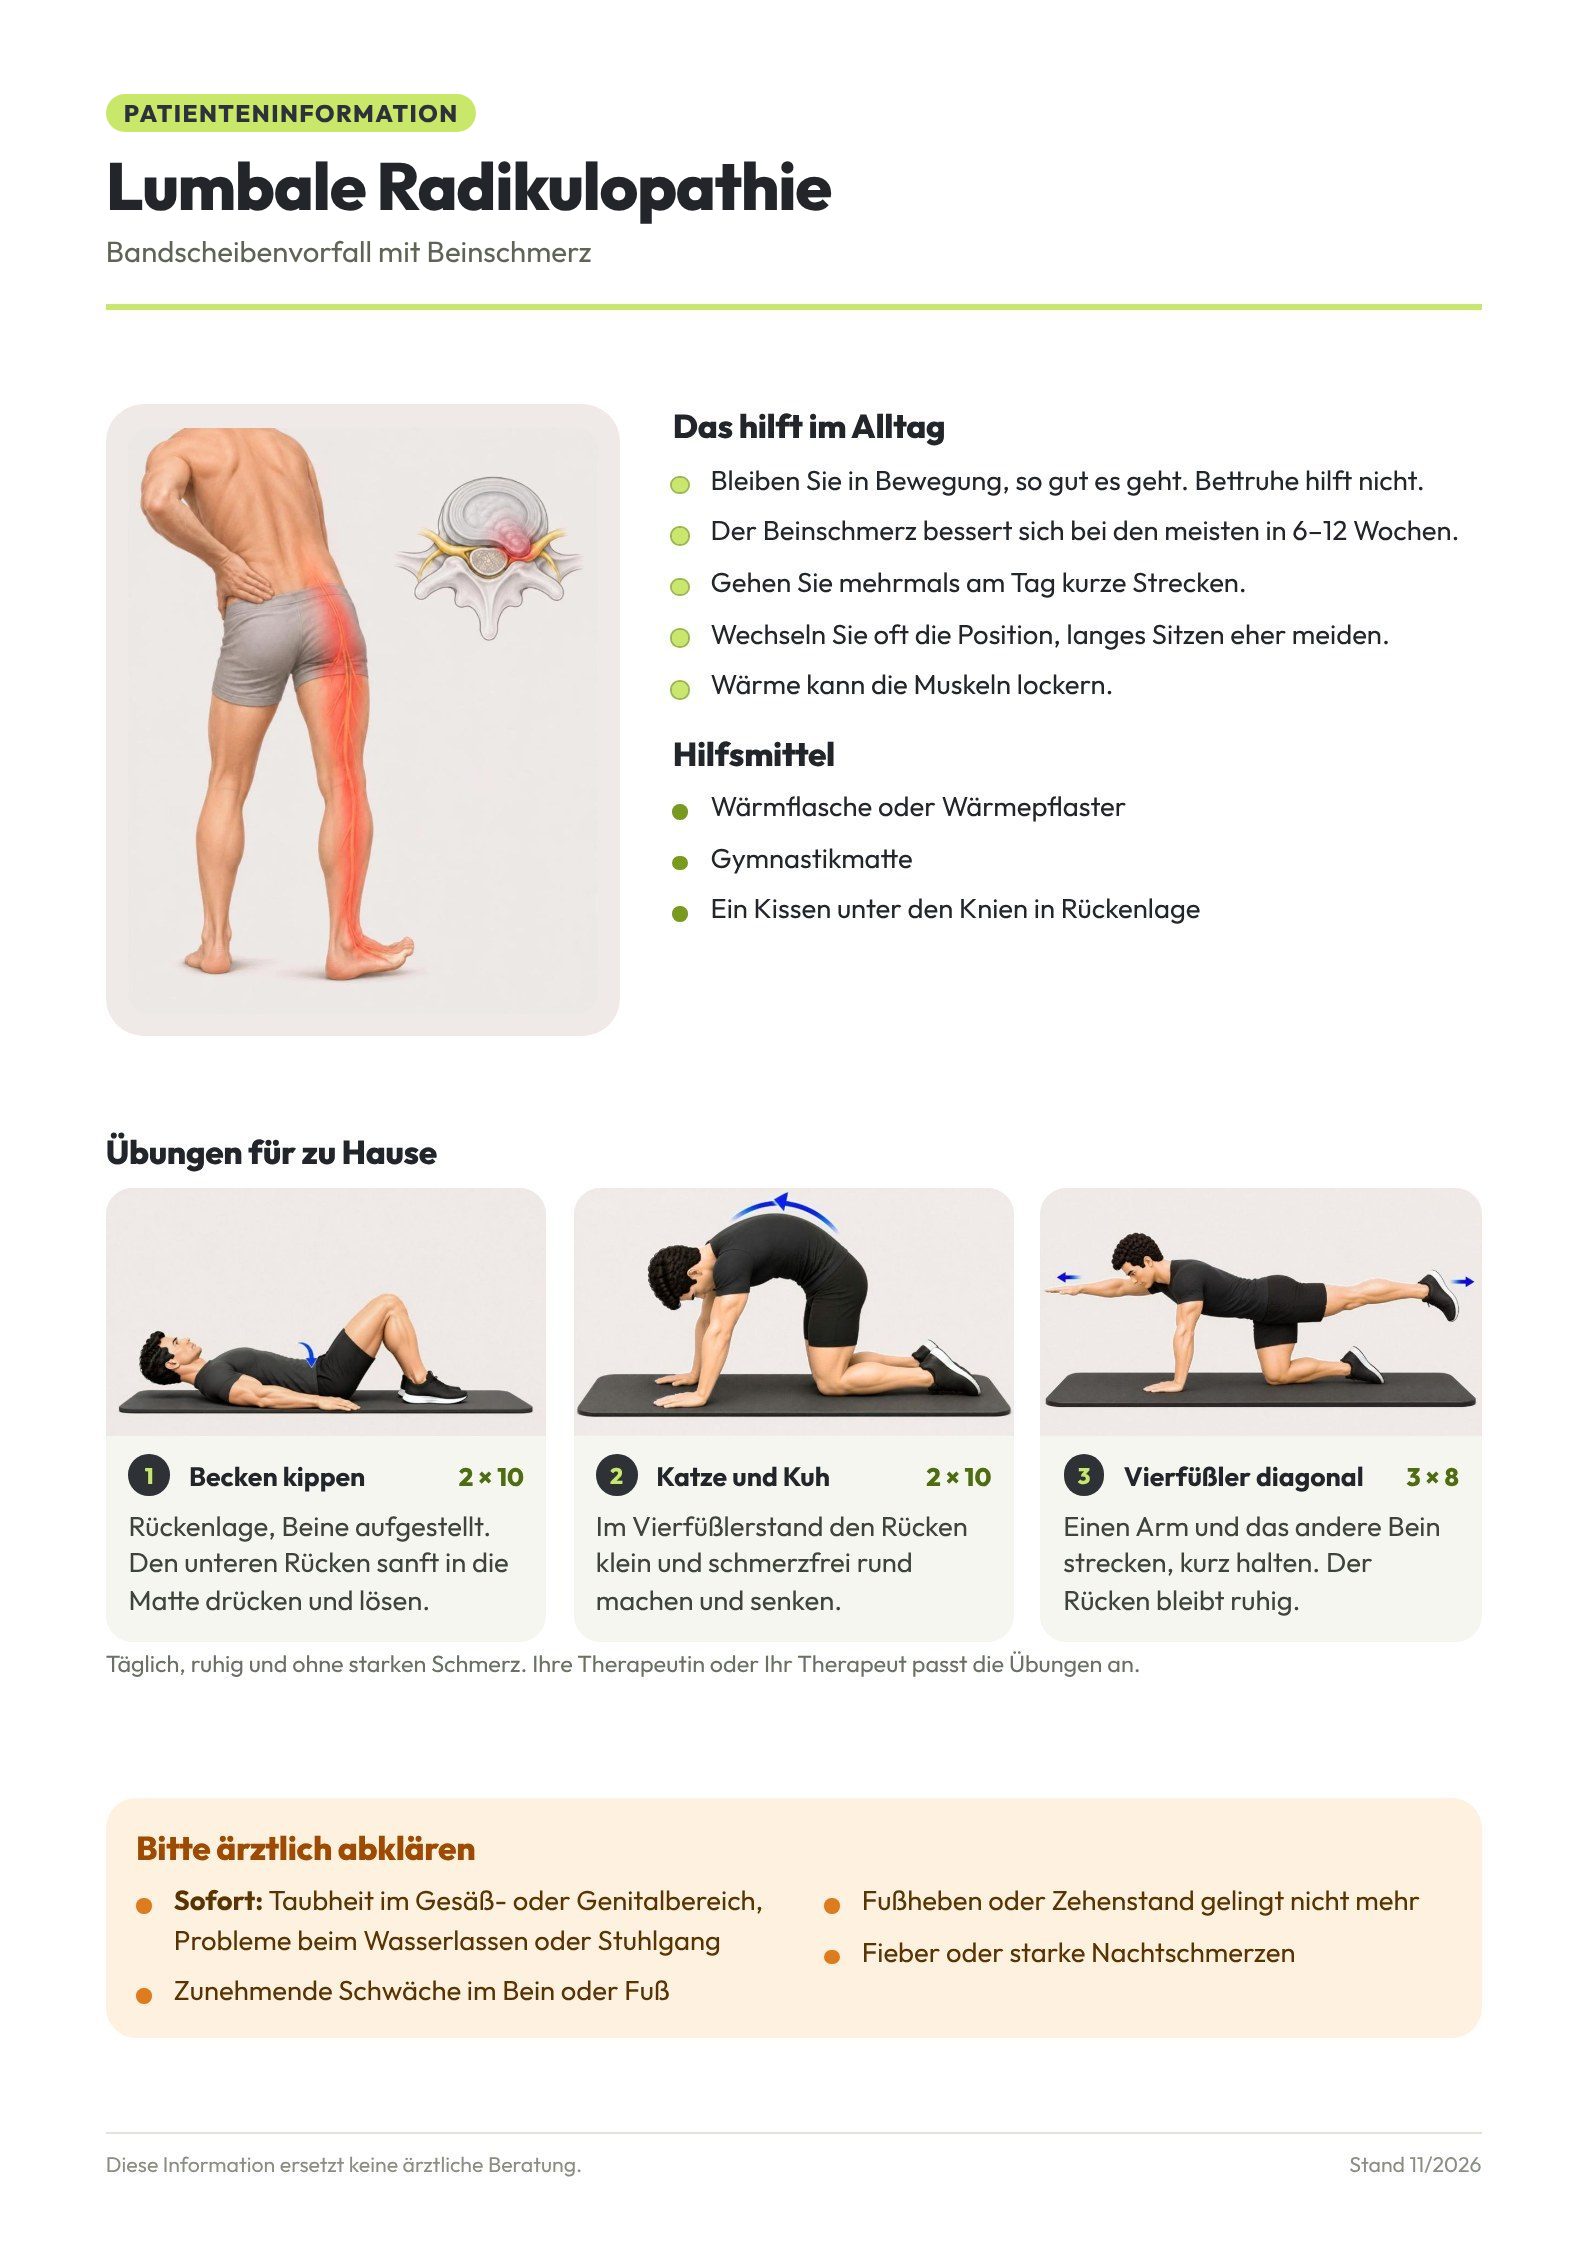 PATIENTENINFORMATION
Lumbale Radikulopathie
Bandscheibenvorfall mit Beinschmerz
Das hilft im Alltag
Bleiben Sie in Bewegung, so gut es geht. Bettruhe hilft nicht.
Der Beinschmerz bessert sich bei den meisten in 6–12 Wochen.
Gehen Sie mehrmals am Tag kurze Strecken.
Wechseln Sie oft die Position, langes Sitzen eher meiden.
Wärme kann die Muskeln lockern.
Hilfsmittel
Wärmflasche oder Wärmepflaster
Gymnastikmatte
Ein Kissen unter den Knien in Rückenlage
Übungen für zu Hause
1 Becken kippen 2 × 10
Rückenlage, Beine aufgestellt.
Den unteren Rücken sanft in die
Matte drücken und lösen.
2 Katze und Kuh 2 × 10
Im Vierfüßlerstand den Rücken
klein und schmerzfrei rund
machen und senken.
3 Vierfüßler diagonal 3 × 8
Einen Arm und das andere Bein
strecken, kurz halten. Der
Rücken bleibt ruhig.
Täglich, ruhig und ohne starken Schmerz. Ihre Therapeutin oder Ihr Therapeut passt die Übungen an.
Bitte ärztlich abklären
Sofort: Taubheit im Gesäß- oder Genitalbereich,
Probleme beim Wasserlassen oder Stuhlgang
Zunehmende Schwäche im Bein oder Fuß
Fußheben oder Zehenstand gelingt nicht mehr
Fieber oder starke Nachtschmerzen
Diese Information ersetzt keine ärztliche Beratung.
Stand 11/2026